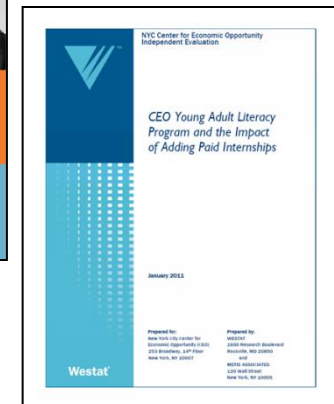 NYC Center for Economic Opportunity
Independent Evaluation
CEO Young Adult Literacy
Program and the Impact
of Adding Paid Internships
January 2011
Prepared for:
New York City Center for
Economic Opportunity (CEO)
253 Broadway, 14th Floor
New York, NY 10007
Prepared by:
WESTAT
1600 Research Boulevard
Rockville, MD 20850
and
METIS ASSOCIATES
120 Wall Street
New York, NY 10005
Westat